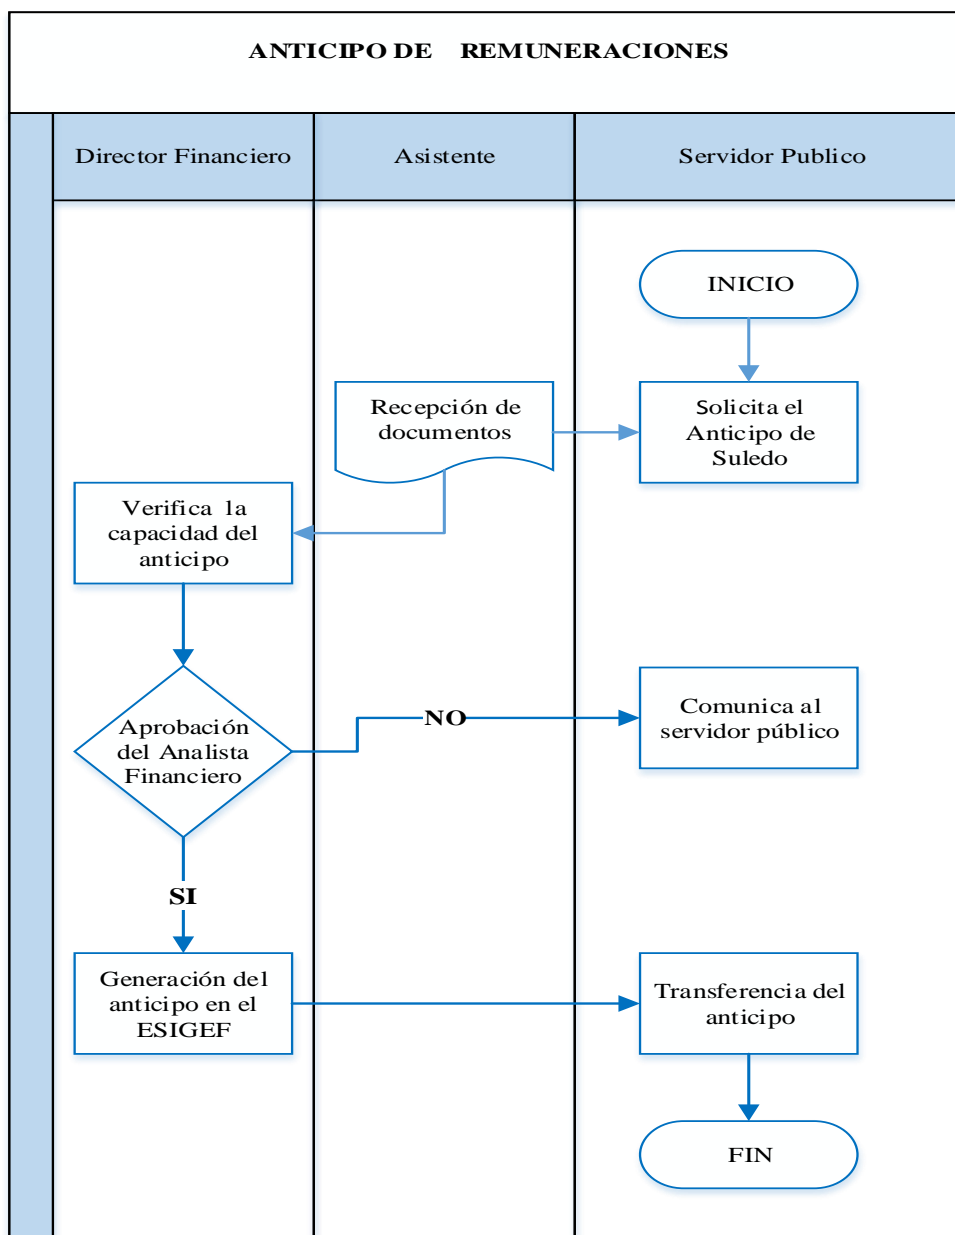 ANTICIPO DE REMUNERACIONES
Director Financiero
Asistente
Servidor Publico
INICIO
Recepción de
documentos
Solicita el
Anticipo de
Suledo
Verifica la
capacidad del
anticipo
Aprobación
del Analista
Financiero
NO
Comunica al
servidor público
SI
Generación del
anticipo en el
ESIGEF
Transferencia del
anticipo
FIN